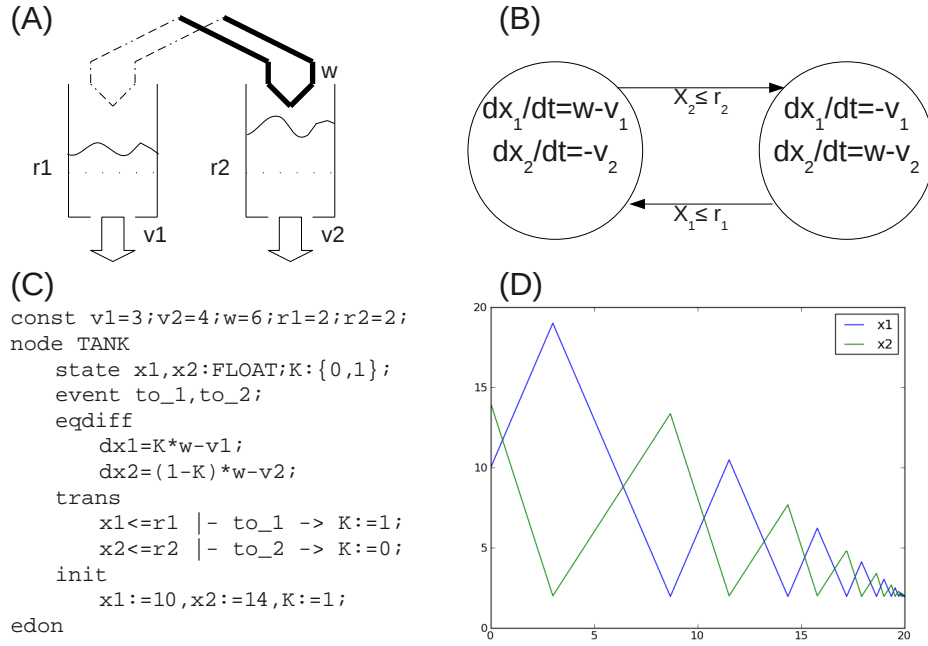 (A)
w
r1
r2
v1
v2
(B)
dx₁/dt=w-v₁
dx₂/dt=-v₂
X₂≤ r₂
dx₁/dt=-v₁
dx₂/dt=w-v₂
X₁≤ r₁
(C)
const v1=3;v2=4;w=6;r1=2;r2=2;
node TANK
state x1,x2:FLOAT;K:{0,1};
event to_1,to_2;
eqdiff
dx1=K*w-v1;
dx2=(1-K)*w-v2;
trans
x1<=r1 |- to_1 -> K:=1;
x2<=r2 |- to_2 -> K:=0;
init
x1:=10,x2:=14,K:=1;
edon
(D)
20
15
10
5
0
0 5 10 15 20
x1
x2